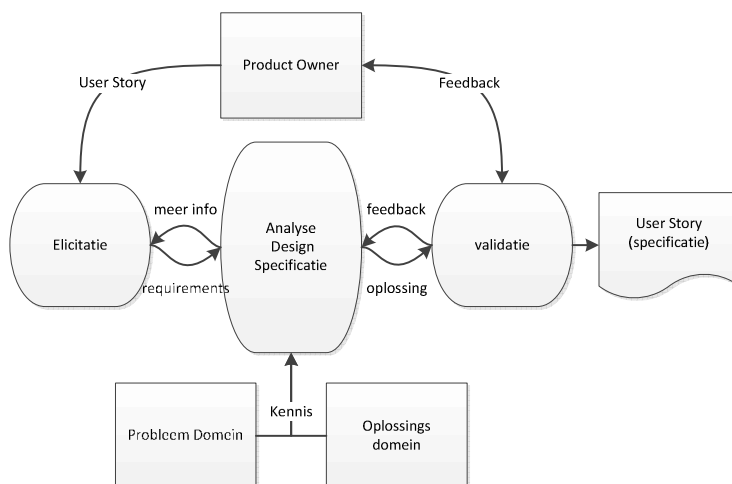 Product Owner
User Story
Feedback
meer info
feedback
Elicitatie
Analyse
Design
Specificatie
validatie
User Story
(specificatie)
requirements
oplossing
Kennis
Probleem Domein
Oplossings
domein